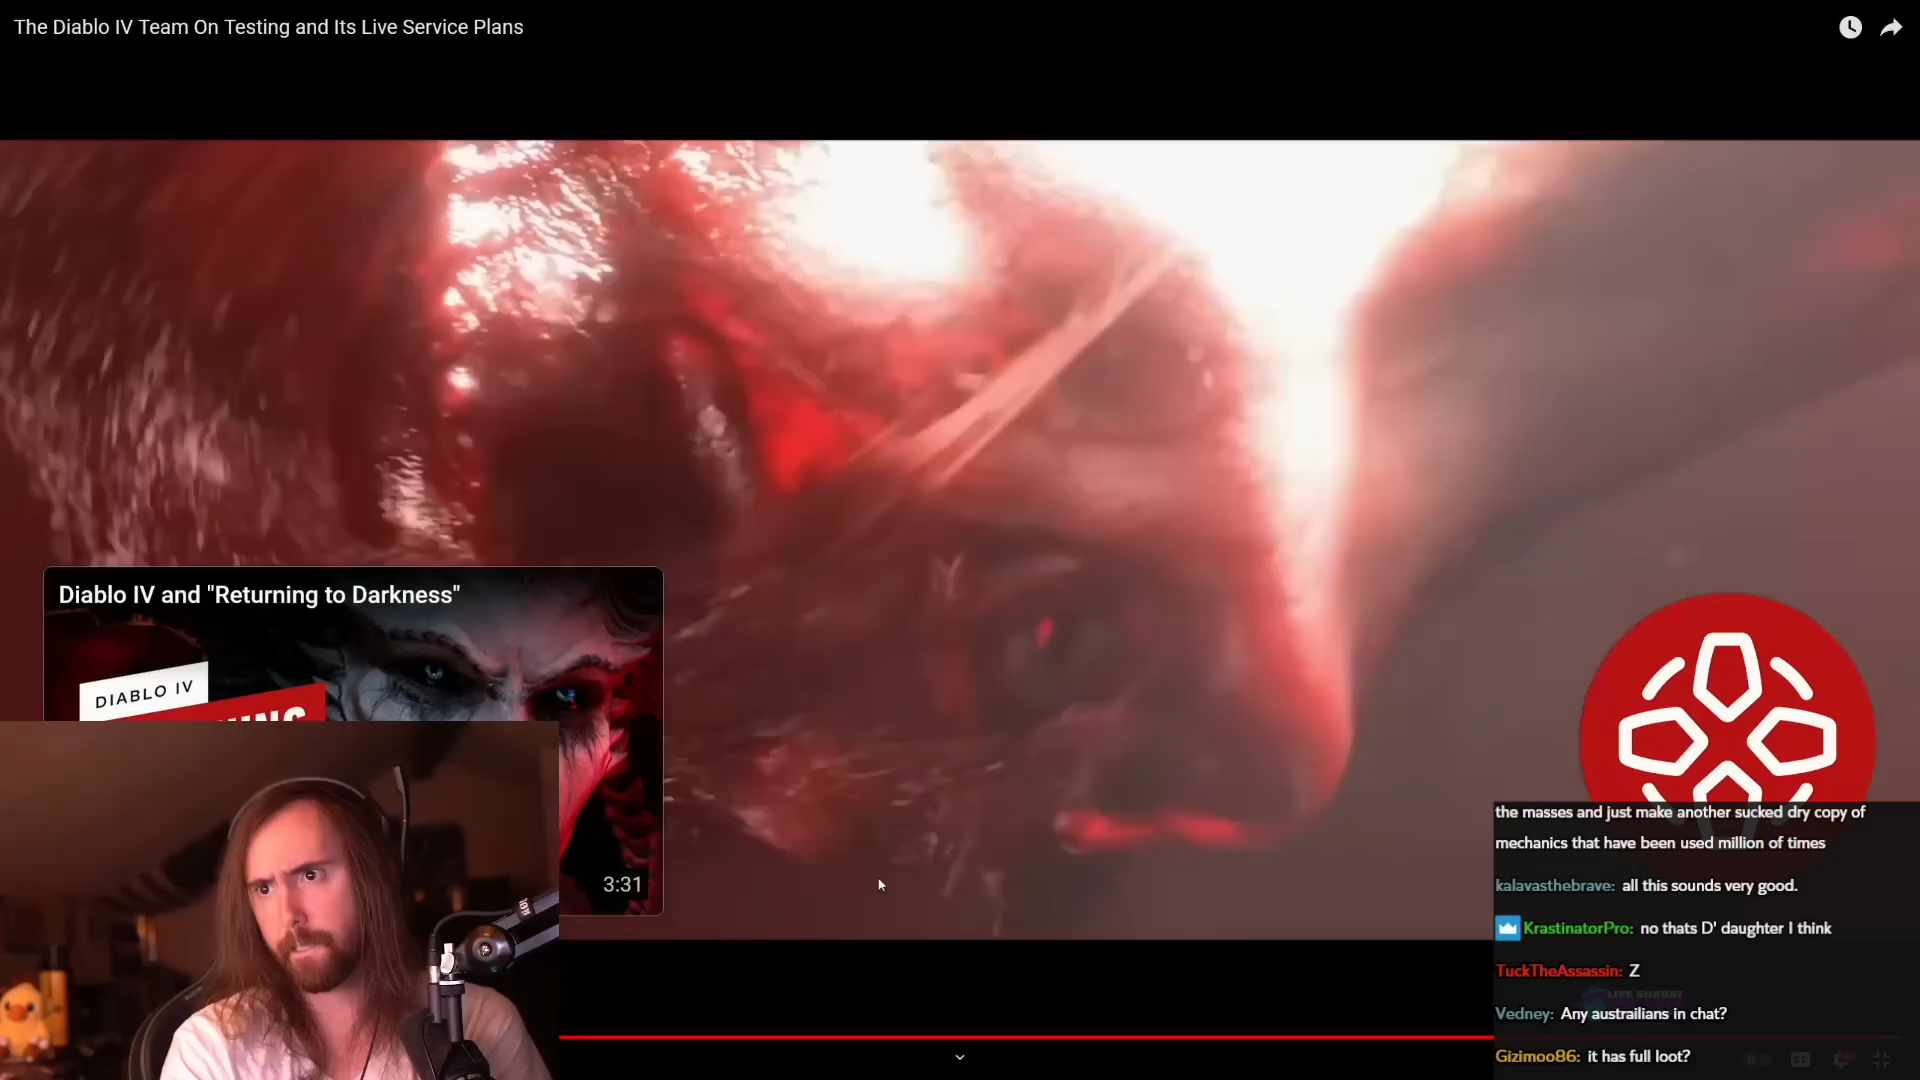 The Diablo IV Team On Testing and Its Live Service Plans
Diablo IV and "Returning to Darkness"
DIABLO IV
3:31
the masses and just make another sucked dry copy of
mechanics that have been used million of times
kalavasthebrave: all this sounds very good.
KrastinatorPro: no thats D' daughter I think
TuckTheAssassin: Z
LIVE SUNDAY
Vedney: Any austrailians in chat?
Gizimoo86: it has full loot?